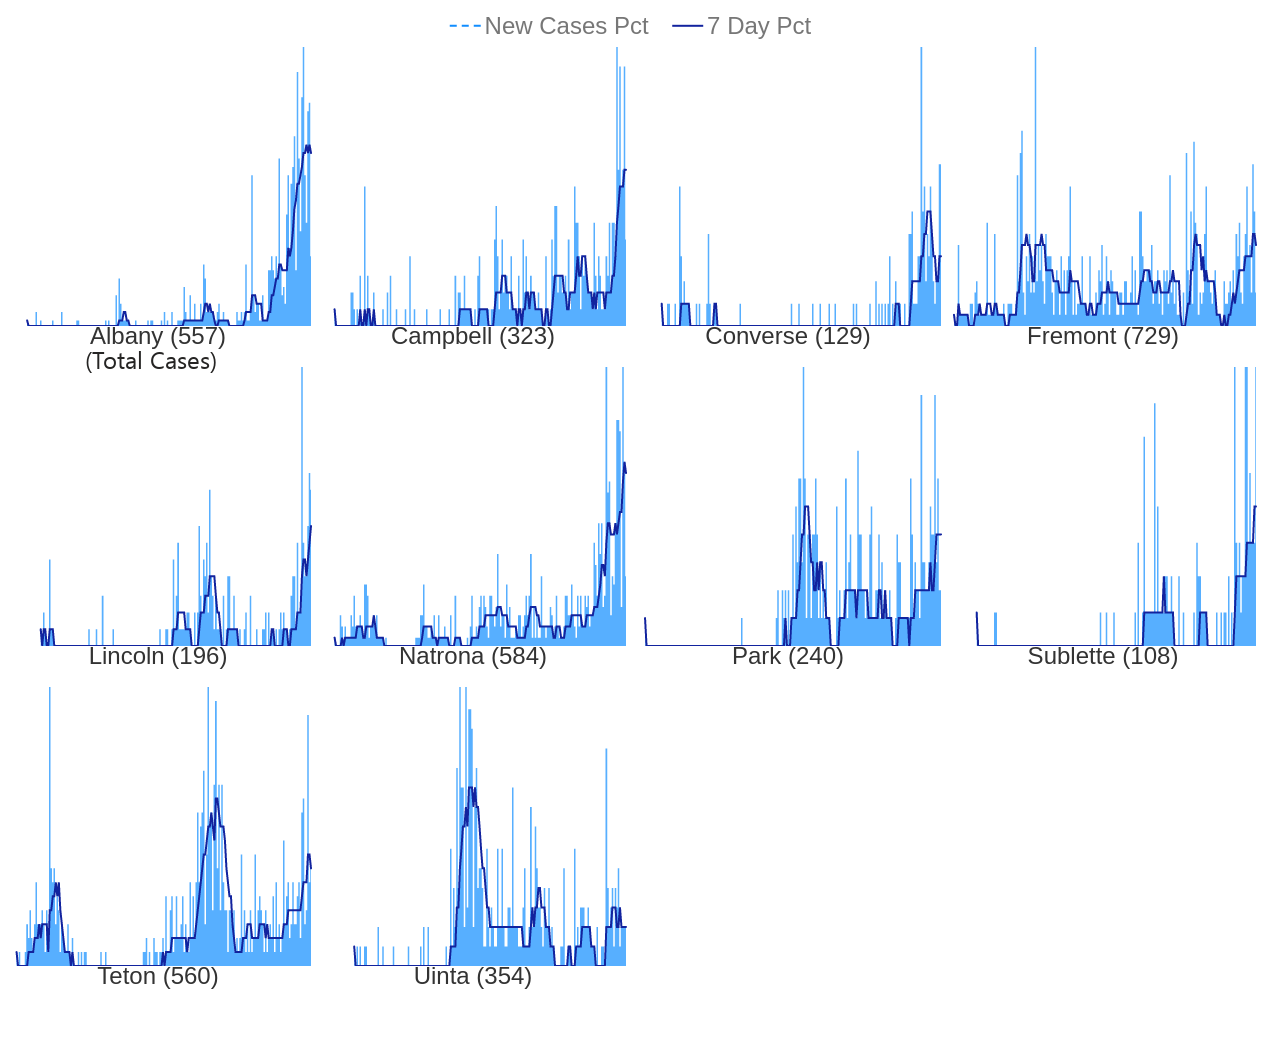 New Cases Pct 7 Day Pct
Albany (557)
(Total Cases)
Campbell (323)
Converse (129)
Fremont (729)
Lincoln (196)
Natrona (584)
Park (240)
Sublette (108)
Teton (560)
Uinta (354)